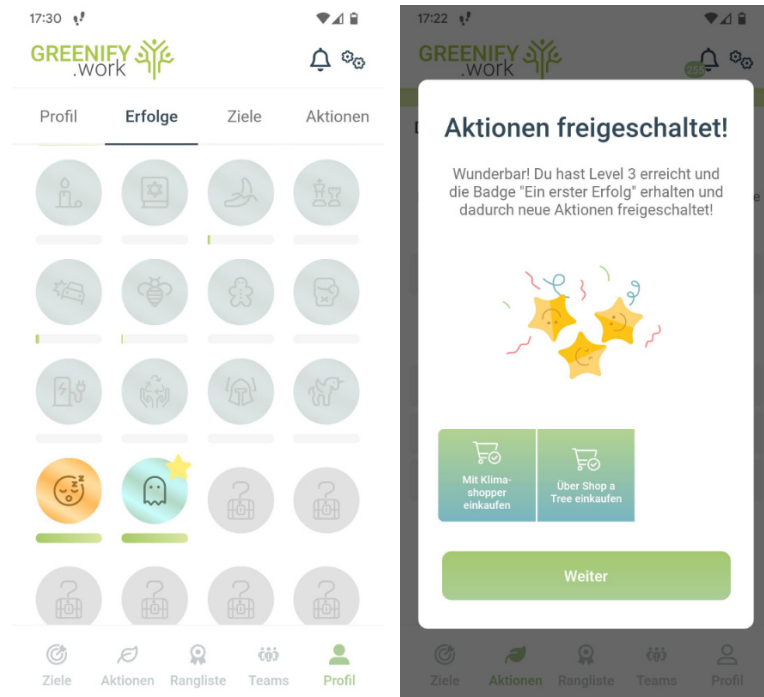 17:30
GREENIFY
.work
Profil
Erfolge
Ziele
Aktionen
Ziele
Aktionen
Rangliste
Teams
Profil
17:22
GREENIFY
.work
Aktionen freigeschaltet!
Wunderbar! Du hast Level 3 erreicht und
die Badge "Ein erster Erfolg" erhalten und
dadurch neue Aktionen freigeschaltet!
Mit Klima-
shopper
einkaufen
Über Shop a
Tree einkaufen
Weiter
Ziele
Aktionen
Rangliste
Teams
Profil